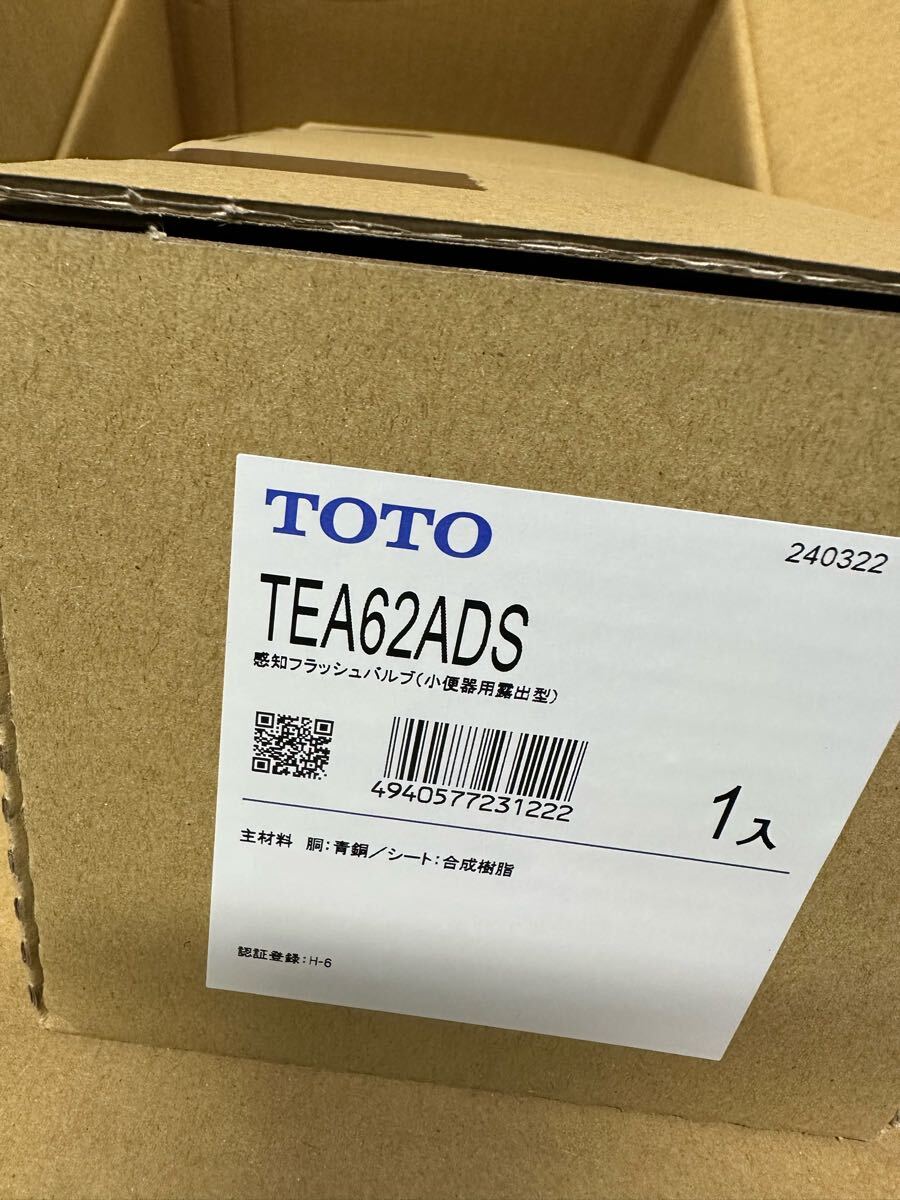 TOTO
240322
TEA62ADS
感知フラッシュバルブ(小便器用露出型)
4940577231222
1入
主材料 胴:青銅/シート:合成樹脂
認証登録:H-6